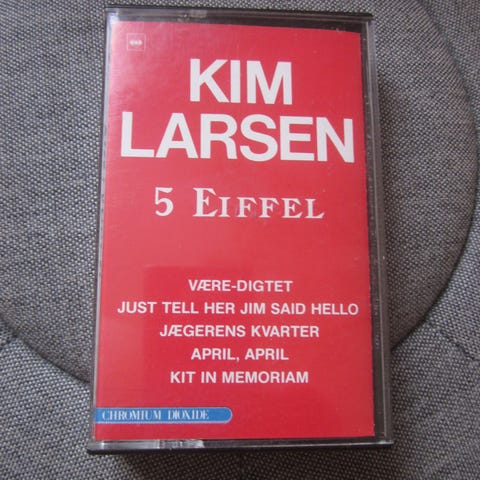 CBS
KIM
LARSEN
5 EIFFEL
VÆRE-DIGTET
JUST TELL HER JIM SAID HELLO
JÆGERENS KVARTER
APRIL, APRIL
KIT IN MEMORIAM
CHROMIUM DIOXIDE